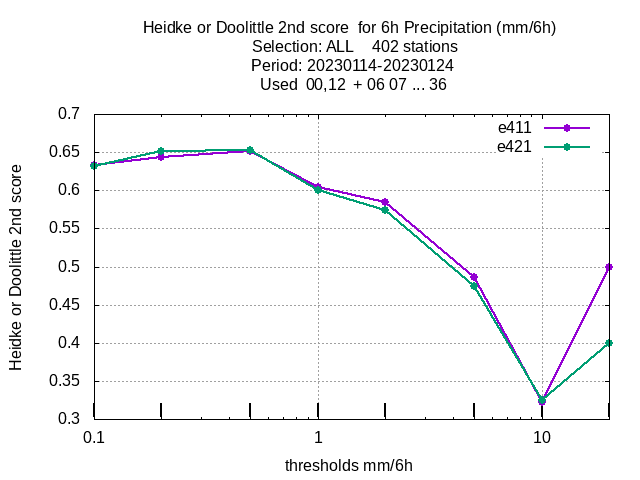 Heidke or Doolittle 2nd score  for 6h Precipitation (mm/6h)
Selection: ALL    402 stations
Period: 20230114-20230124
Used  00,12  + 06 07 ... 36
e411
e421
0.7
0.65
0.6
0.55
0.5
0.45
0.4
0.35
0.3
Heidke or Doolittle 2nd score
0.1 1 10
thresholds mm/6h